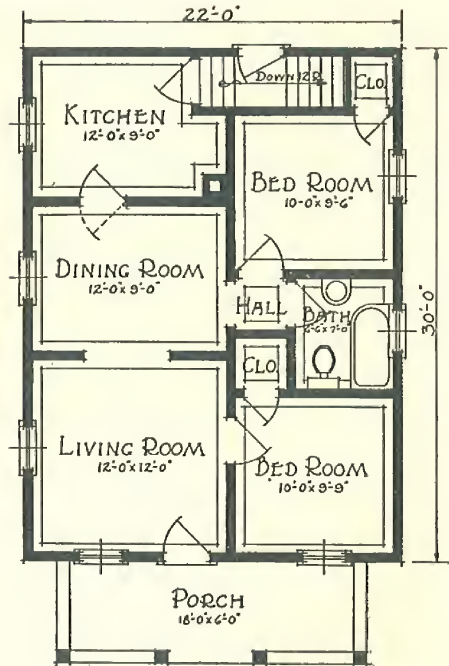 22'-0"
DOWN 12 R
CLO.
KITCHEN
12'-0"x9'-0"
BED ROOM
10'-0"x9'-6"
DINING ROOM
12'-0"x9'-0"
HALL
BATH
30'-0"
CLO.
LIVING ROOM
12'-0"x12'-0"
BED ROOM
10'-0"x9'-9"
PORCH
18'-0"x6'-0"